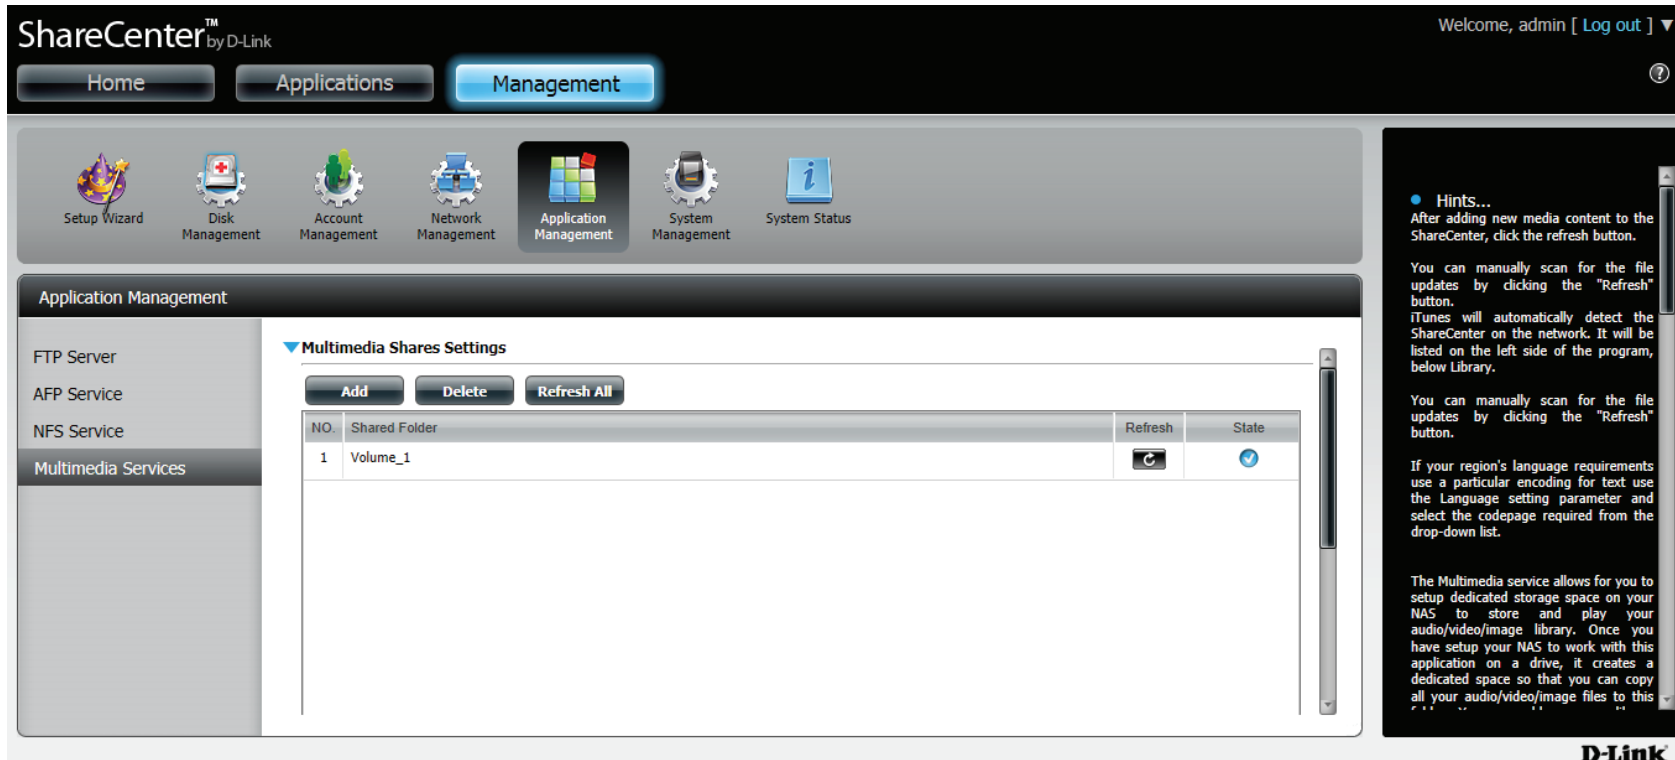 ShareCenter™ by D-Link
Welcome, admin [ Log out ] ▼
Home
Applications
Management
?
Setup Wizard
Disk
Management
Account
Management
Network
Management
Application
Management
System
Management
System Status
Application Management
FTP Server
AFP Service
NFS Service
Multimedia Services
Multimedia Shares Settings
Add
Delete
Refresh All
NO. Shared Folder Refresh State
1 Volume_1
Hints...
After adding new media content to the
ShareCenter, click the refresh button.
You can manually scan for the file
updates by clicking the "Refresh"
button.
iTunes will automatically detect the
ShareCenter on the network. It will be
listed on the left side of the program,
below Library.
You can manually scan for the file
updates by clicking the "Refresh"
button.
If your region's language requirements
use a particular encoding for text use
the Language setting parameter and
select the codepage required from the
drop-down list.
The Multimedia service allows for you to
setup dedicated storage space on your
NAS to store and play your
audio/video/image library. Once you
have setup your NAS to work with this
application on a drive, it creates a
dedicated space so that you can copy
all your audio/video/image files to this
D-Link